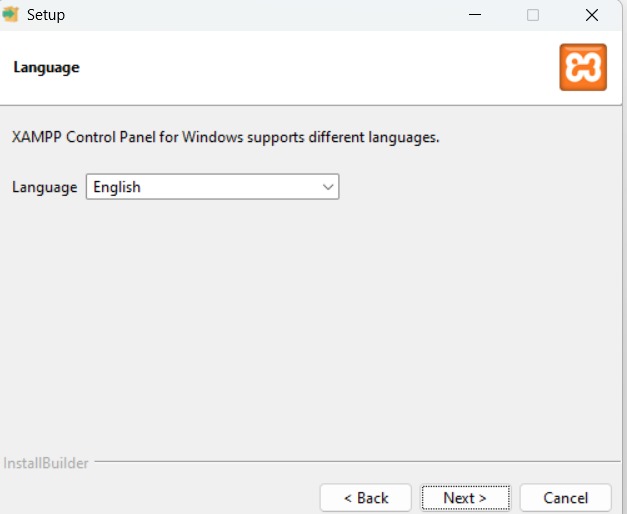 Setup
Language
XAMPP Control Panel for Windows supports different languages.
Language English
InstallBuilder
< Back Next > Cancel